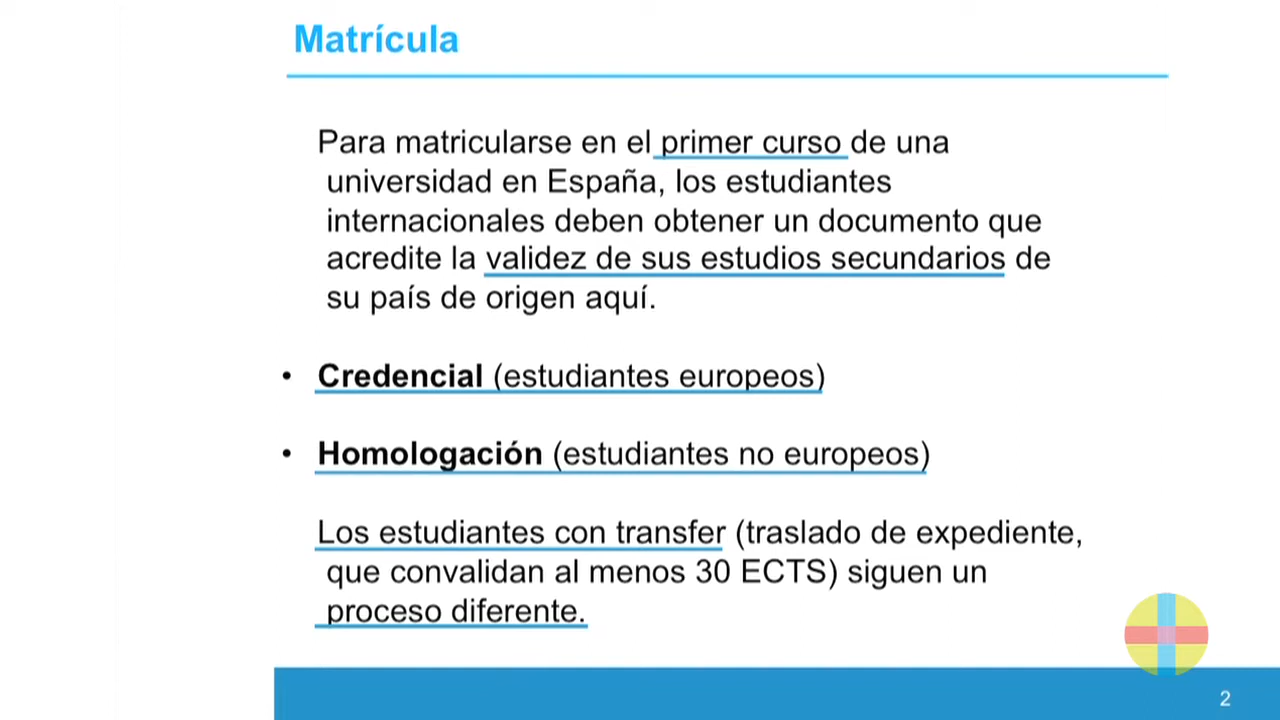 Matrícula
Para matricularse en el primer curso de una
universidad en España, los estudiantes
internacionales deben obtener un documento que
acredite la validez de sus estudios secundarios de
su país de origen aquí.
• Credencial (estudiantes europeos)
• Homologación (estudiantes no europeos)
Los estudiantes con transfer (traslado de expediente,
que convalidan al menos 30 ECTS) siguen un
proceso diferente.
2